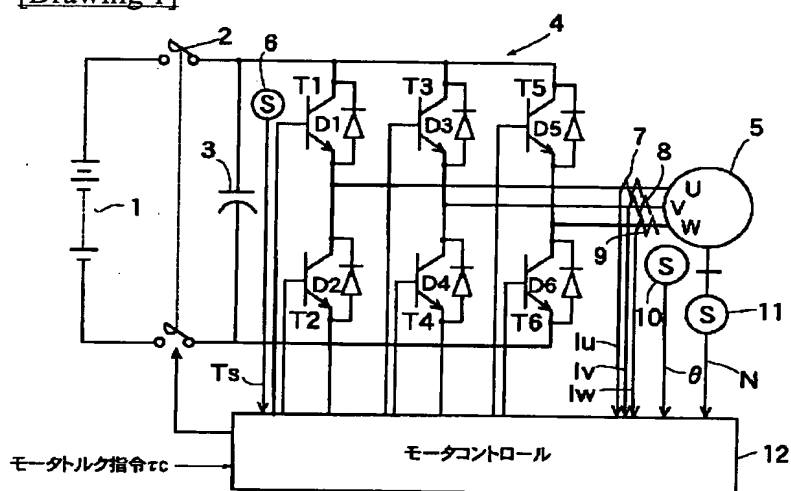 [Drawing 1]
2
6
4
S
T1
T3
T5
D1
D3
D5
7
8
5
3
1
U
V
W
9
S
D2
D4
D6
10
S
11
T2
T4
T6
Iu
Iv
Iw
Ts
θ
N
モータトルク指令τc
モータコントロール
12